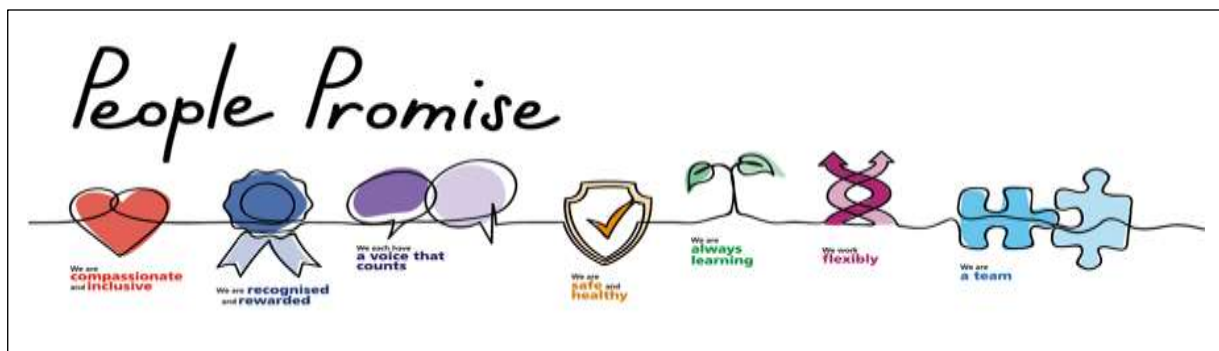 People Promise
We are
compassionate
and inclusive
We are recognised
and rewarded
We each have
a voice that
counts
We are
safe and
healthy
We are
always
learning
We work
flexibly
We are
a team